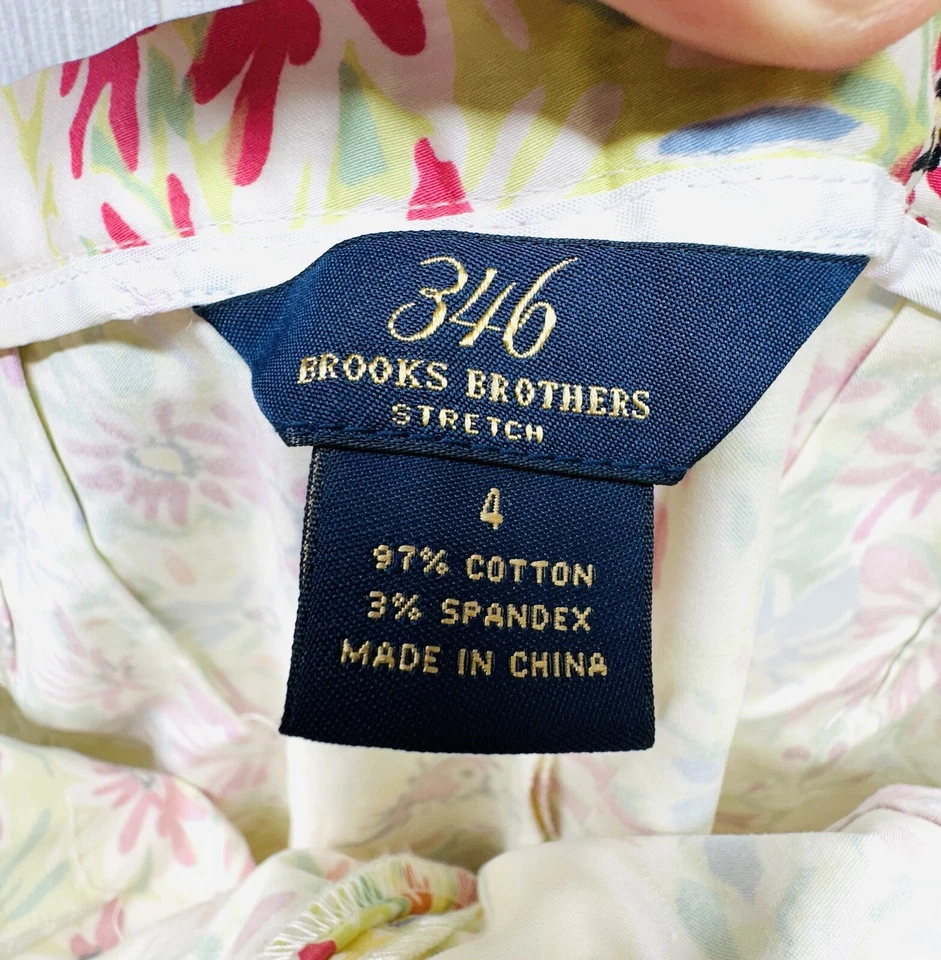 346
BROOKS BROTHERS
STRETCH
4
97% COTTON
3% SPANDEX
MADE IN CHINA